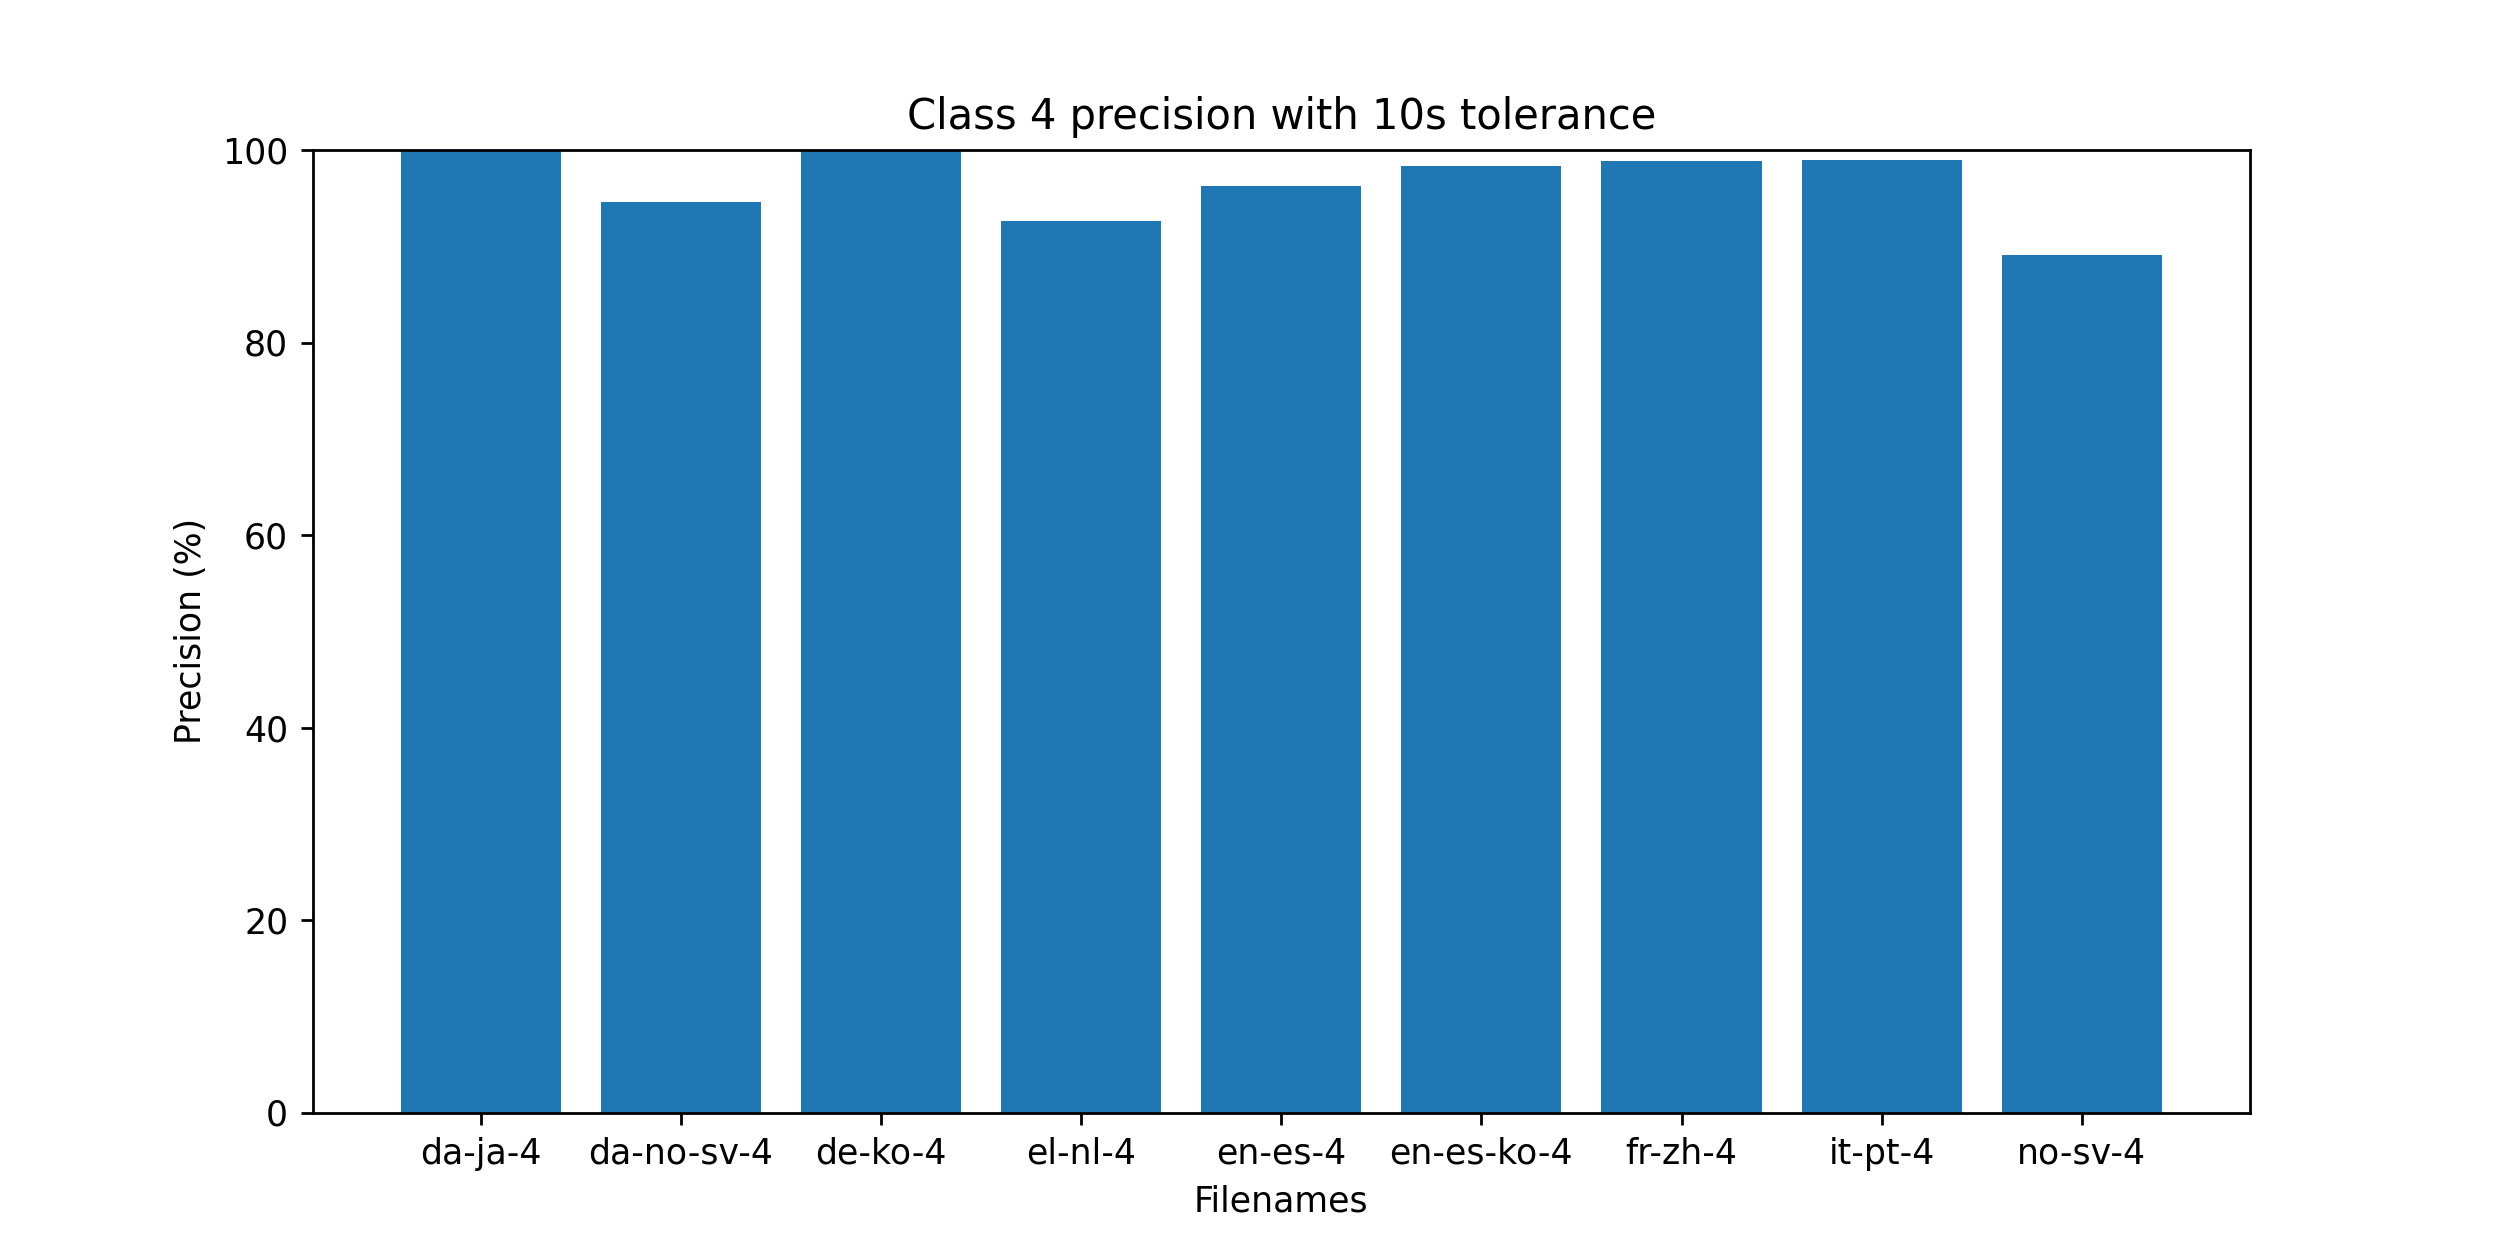 Class 4 precision with 10s tolerance
Precision (%)
100
80
60
40
20
0
da-ja-4 da-no-sv-4 de-ko-4 el-nl-4 en-es-4 en-es-ko-4 fr-zh-4 it-pt-4 no-sv-4
Filenames